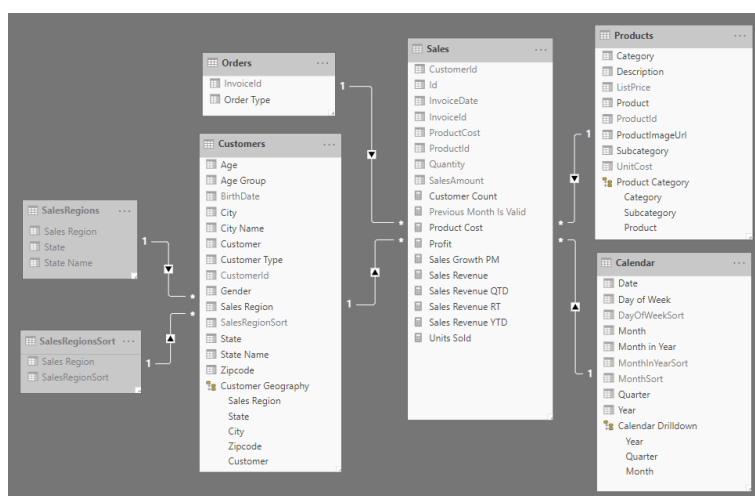 Orders
InvoiceId
Order Type
Customers
Age
Age Group
BirthDate
City
City Name
Customer
Customer Type
CustomerId
Gender
Sales Region
SalesRegionSort
State
State Name
Zipcode
Customer Geography
Sales Region
State
City
Zipcode
Customer
SalesRegions
Sales Region
State
State Name
SalesRegionsSort
Sales Region
SalesRegionSort
Sales
CustomerId
Id
InvoiceDate
InvoiceId
ProductCost
ProductId
Quantity
SalesAmount
Customer Count
Previous Month Is Valid
Product Cost
Profit
Sales Growth PM
Sales Revenue
Sales Revenue QTD
Sales Revenue RT
Sales Revenue YTD
Units Sold
Products
Category
Description
ListPrice
Product
ProductId
ProductImageUrl
Subcategory
UnitCost
Product Category
Category
Subcategory
Product
Calendar
Date
Day of Week
DayOfWeekSort
Month
Month in Year
MonthInYearSort
MonthSort
Quarter
Year
Calendar Drilldown
Year
Quarter
Month
1
*
1
*
1
*
1
*
1
*
1
*